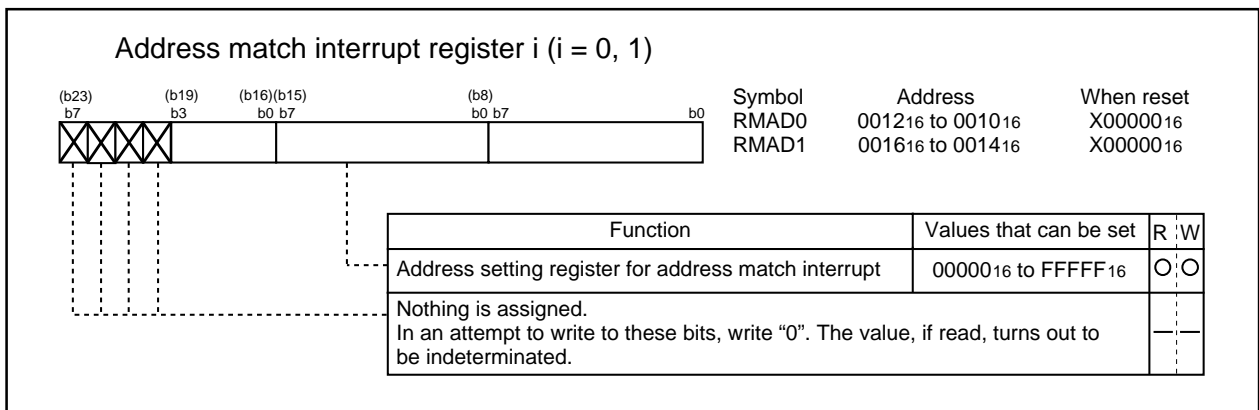 Address match interrupt register i (i = 0, 1)
(b23) (b19) (b16)(b15) (b8)
b7 b3 b0 b7 b0 b7 b0
Symbol Address When reset
RMAD0 001216 to 001016 X0000016
RMAD1 001616 to 001416 X0000016
Function Values that can be set R W
Address setting register for address match interrupt 0000016 to FFFFF16 O O
Nothing is assigned.
In an attempt to write to these bits, write “0”. The value, if read, turns out to
be indeterminated.
— —